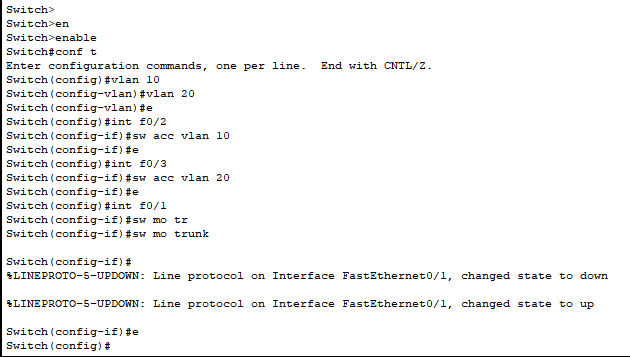 Switch>
Switch>en
Switch>enable
Switch#conf t
Enter configuration commands, one per line.  End with CNTL/Z.
Switch(config)#vlan 10
Switch(config-vlan)#vlan 20
Switch(config-vlan)#e
Switch(config)#int f0/2
Switch(config-if)#sw acc vlan 10
Switch(config-if)#e
Switch(config)#int f0/3
Switch(config-if)#sw acc vlan 20
Switch(config-if)#e
Switch(config)#int f0/1
Switch(config-if)#sw mo tr
Switch(config-if)#sw mo trunk
Switch(config-if)#
%LINEPROTO-5-UPDOWN: Line protocol on Interface FastEthernet0/1, changed state to down
%LINEPROTO-5-UPDOWN: Line protocol on Interface FastEthernet0/1, changed state to up
Switch(config-if)#e
Switch(config)#